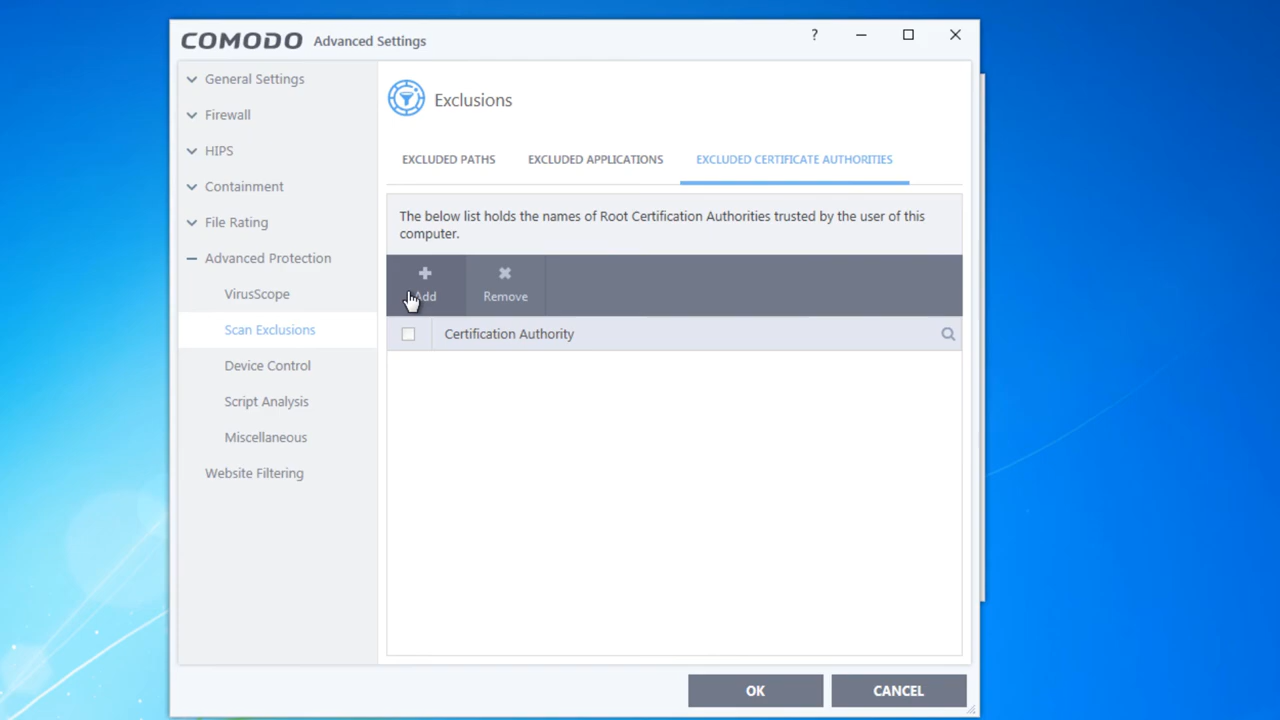 COMODO Advanced Settings
?
General Settings
Firewall
HIPS
Containment
File Rating
Advanced Protection
VirusScope
Scan Exclusions
Device Control
Script Analysis
Miscellaneous
Website Filtering
Exclusions
EXCLUDED PATHS EXCLUDED APPLICATIONS EXCLUDED CERTIFICATE AUTHORITIES
The below list holds the names of Root Certification Authorities trusted by the user of this
computer.
Add Remove
Certification Authority
OK CANCEL